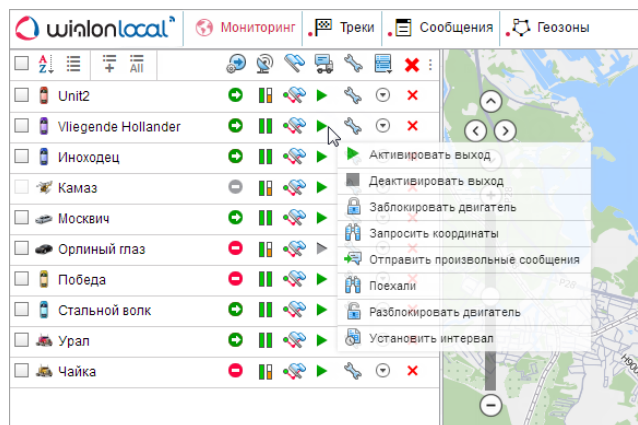 wialon local Мониторинг Треки Сообщения Геозоны
A Z All
Unit2
Vliegende Hollander
Иноходец
Активировать выход
Деактивировать выход
Камаз
Заблокировать двигатель
Москвич
Запросить координаты
Орлиный глаз
Отправить произвольные сообщения
Победа
Поехали
Стальной волк
Разблокировать двигатель
Урал
Установить интервал
Чайка